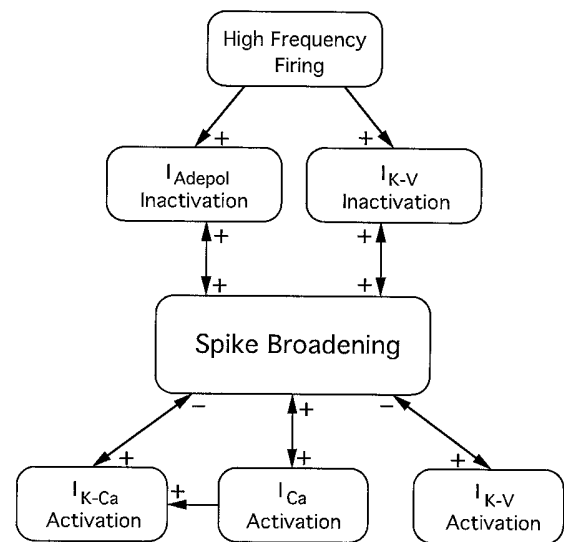 High Frequency
Firing
+ +
I Adepol
Inactivation
I K-V
Inactivation
+ +
+ +
Spike Broadening
− + −
+ + +
I K-Ca
Activation
+
I Ca
Activation
I K-V
Activation